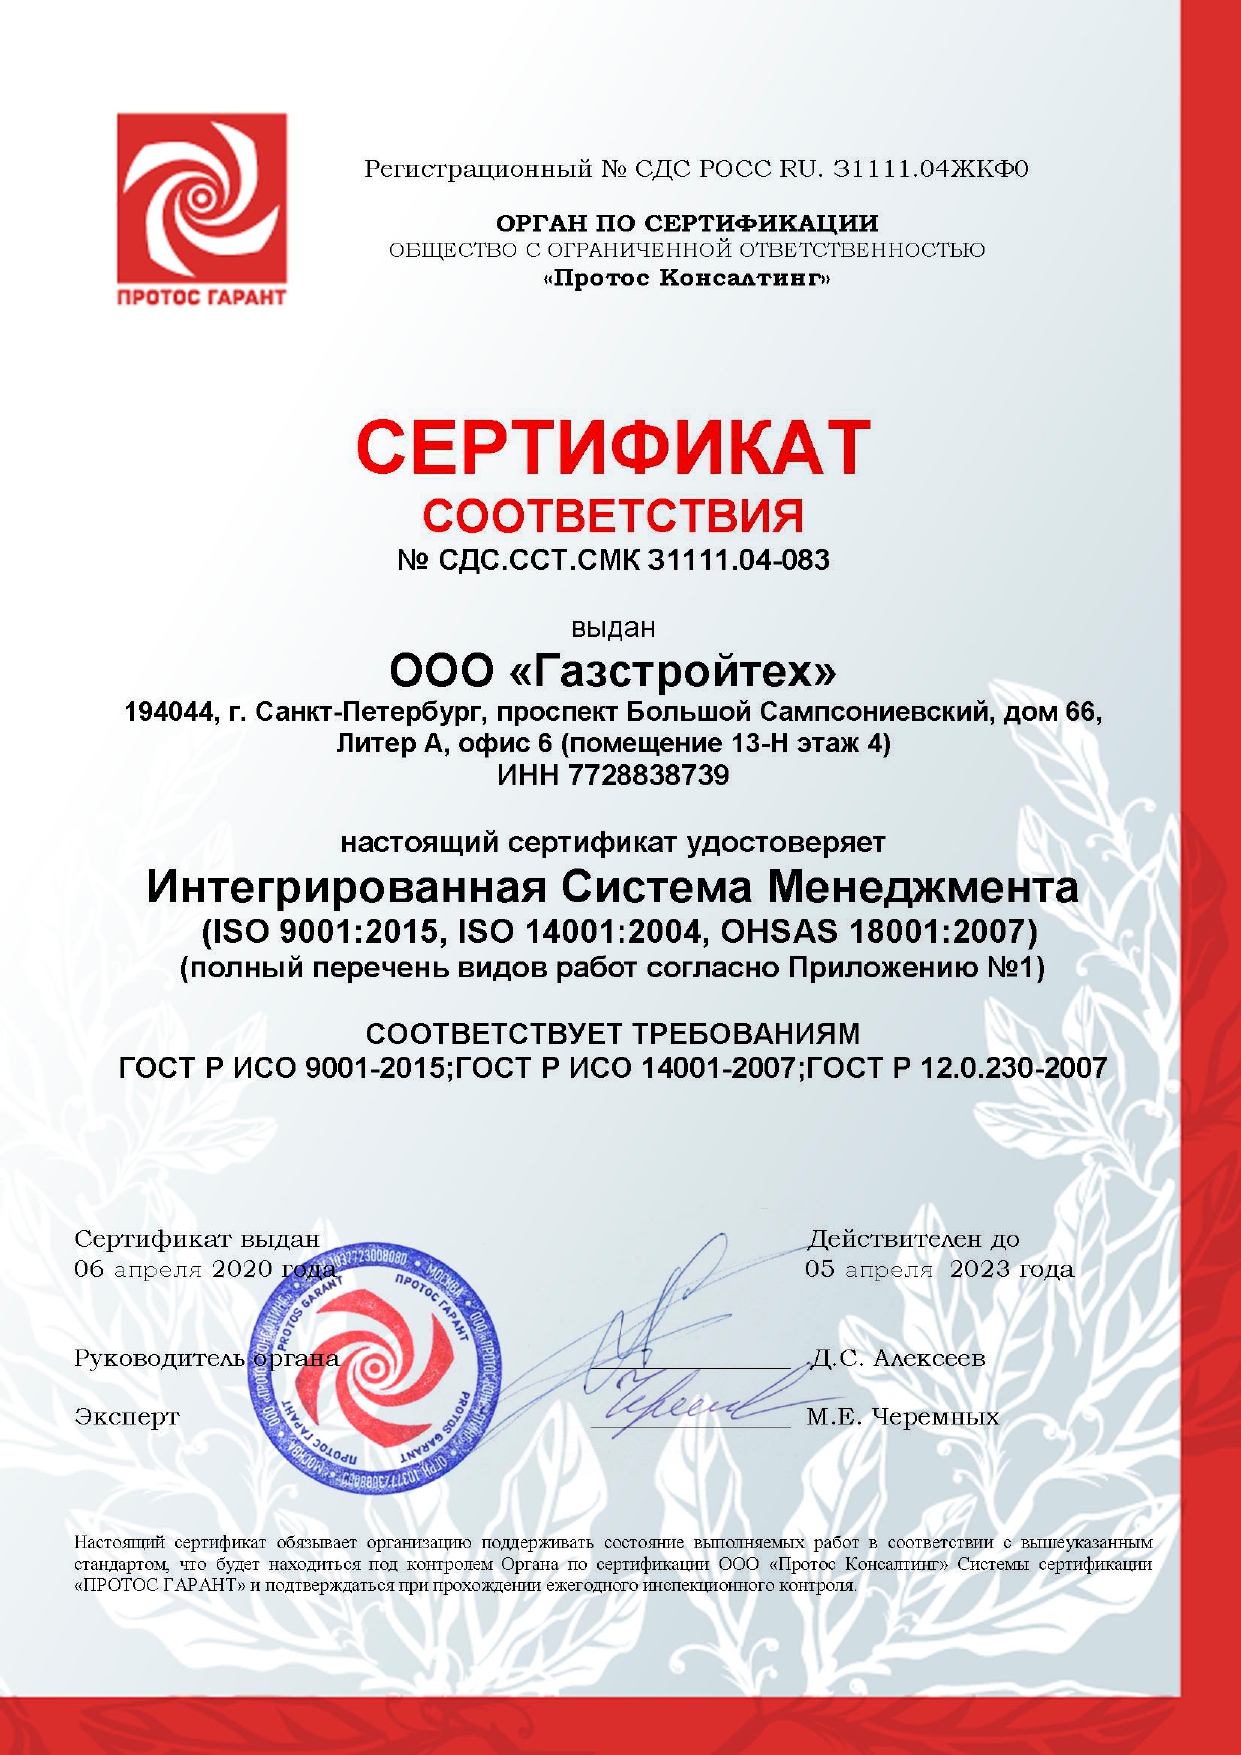 ПРОТОС ГАРАНТ
Регистрационный № СДС РОСС RU. З1111.04ЖКФ0
ОРГАН ПО СЕРТИФИКАЦИИ
ОБЩЕСТВО С ОГРАНИЧЕННОЙ ОТВЕТСТВЕННОСТЬЮ
«Протос Консалтинг»
СЕРТИФИКАТ
СООТВЕТСТВИЯ
№ СДС.ССТ.СМК З1111.04-083
выдан
ООО «Газстройтех»
194044, г. Санкт-Петербург, проспект Большой Сампсониевский, дом 66,
Литер А, офис 6 (помещение 13-Н этаж 4)
ИНН 7728838739
настоящий сертификат удостоверяет
Интегрированная Система Менеджмента
(ISO 9001:2015, ISO 14001:2004, OHSAS 18001:2007)
(полный перечень видов работ согласно Приложению №1)
СООТВЕТСТВУЕТ ТРЕБОВАНИЯМ
ГОСТ Р ИСО 9001-2015;ГОСТ Р ИСО 14001-2007;ГОСТ Р 12.0.230-2007
Сертификат выдан
06 апреля 2020 года
Действителен до
05 апреля 2023 года
PROTOS GARANT
ПРОТОС ГАРАНТ
PROTOS GARANT
ПРОТОС ГАРАНТ
МОСКВА
Руководитель органа
Д.С. Алексеев
Эксперт
М.Е. Черемных
Настоящий сертификат обязывает организацию поддерживать состояние выполняемых работ в соответствии с вышеуказанным
стандартом, что будет находиться под контролем Органа по сертификации ООО «Протос Консалтинг» Системы сертификации
«ПРОТОС ГАРАНТ» и подтверждаться при прохождении ежегодного инспекционного контроля.